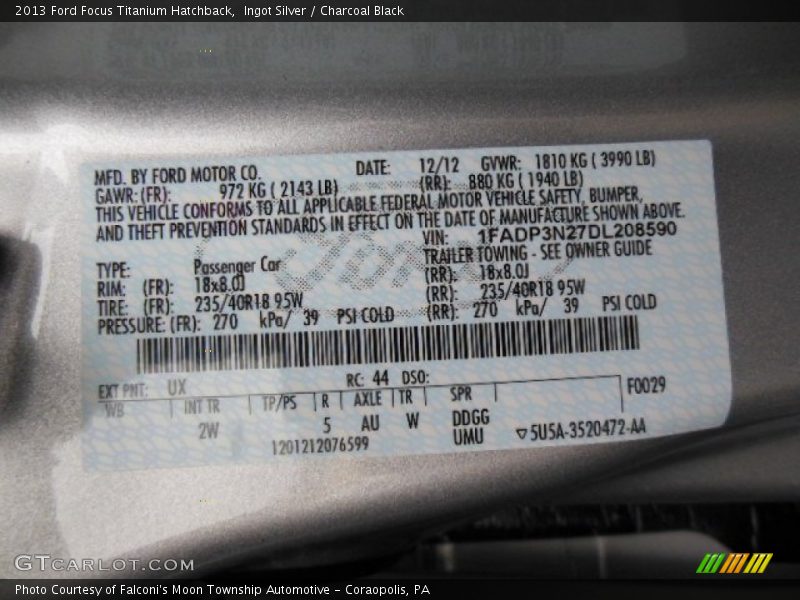 2013 Ford Focus Titanium Hatchback,  Ingot Silver / Charcoal Black
MFD. BY FORD MOTOR CO. DATE: 12/12 GVWR: 1810 KG ( 3990 LB)
GAWR: (FR): 972 KG ( 2143 LB) (RR): 880 KG ( 1940 LB)
THIS VEHICLE CONFORMS TO ALL APPLICABLE FEDERAL MOTOR VEHICLE SAFETY, BUMPER,
AND THEFT PREVENTION STANDARDS IN EFFECT ON THE DATE OF MANUFACTURE SHOWN ABOVE.
VIN: 1FADP3N27DL208590
TYPE: Passenger Car TRAILER TOWING - SEE OWNER GUIDE
RIM: (FR): 18x8.0J (RR): 18x8.0J
TIRE: (FR): 235/40R18 95W (RR): 235/40R18 95W
PRESSURE: (FR): 270 kPa/ 39 PSI COLD (RR): 270 kPa/ 39 PSI COLD
EXT PNT: UX RC: 44 DSO: F0029
WB INT TR TP/PS R AXLE TR SPR
2W 5 AU W DDGG
UMU
1201212076599 ▽5U5A-3520472-AA
Ford
GTCARLOT.COM
Photo Courtesy of Falconi's Moon Township Automotive - Coraopolis, PA